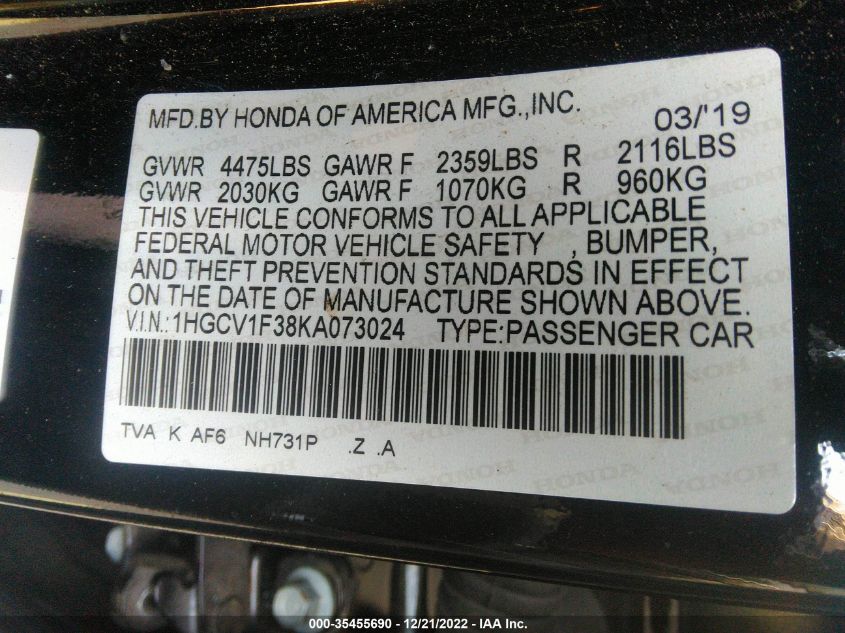 MFD.BY HONDA OF AMERICA MFG.,INC. 03/'19
GVWR 4475LBS GAWR F 2359LBS R 2116LBS
GVWR 2030KG GAWR F 1070KG R 960KG
THIS VEHICLE CONFORMS TO ALL APPLICABLE
FEDERAL MOTOR VEHICLE SAFETY , BUMPER,
AND THEFT PREVENTION STANDARDS IN EFFECT
ON THE DATE OF MANUFACTURE SHOWN ABOVE.
V.I.N.:1HGCV1F38KA073024 TYPE:PASSENGER CAR
TVA K AF6 NH731P .Z .A
000-35455690 - 12/21/2022 - IAA Inc.